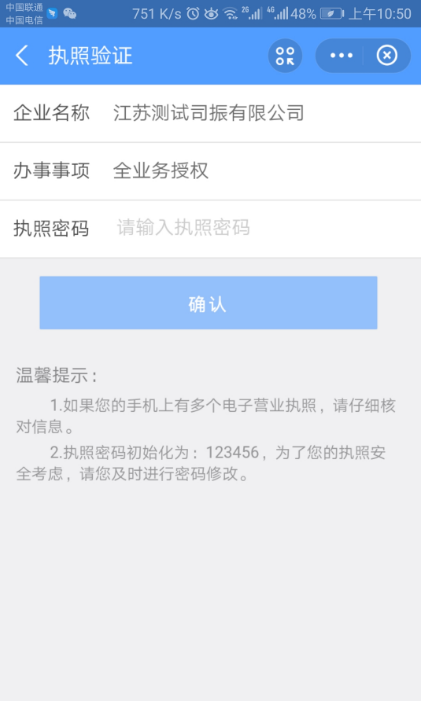 中国联通
中国电信
751 K/s 2G 4G 48% 上午10:50
执照验证
企业名称 江苏测试司振有限公司
办事事项 全业务授权
执照密码 请输入执照密码
确认
温馨提示：
1.如果您的手机上有多个电子营业执照，请仔细核
对信息。
2.执照密码初始化为：123456，为了您的执照安
全考虑，请您及时进行密码修改。